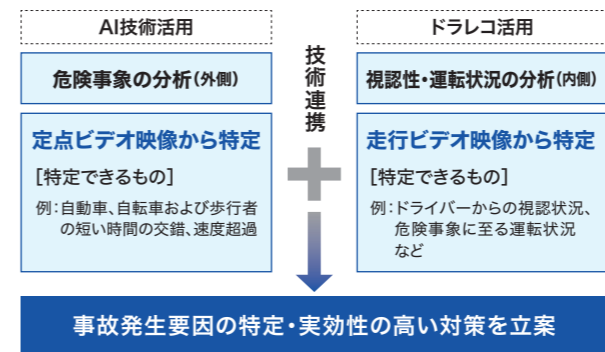 AI技術活用
危険事象の分析(外側)
定点ビデオ映像から特定
[特定できるもの]
例：自動車、自転車および歩行者
の短い時間の交錯、速度超過
技術連携
ドラレコ活用
視認性・運転状況の分析(内側)
走行ビデオ映像から特定
[特定できるもの]
例：ドライバーからの視認状況、
危険事象に至る運転状況
など
事故発生要因の特定・実効性の高い対策を立案